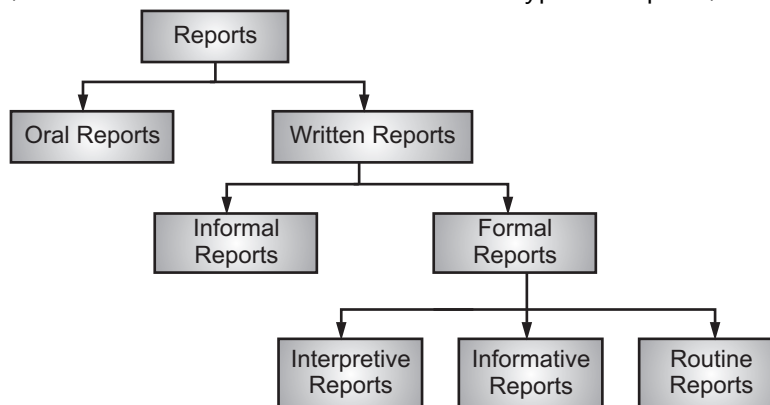 Reports
Oral Reports
Written Reports
Informal
Reports
Formal
Reports
Interpretive
Reports
Informative
Reports
Routine
Reports